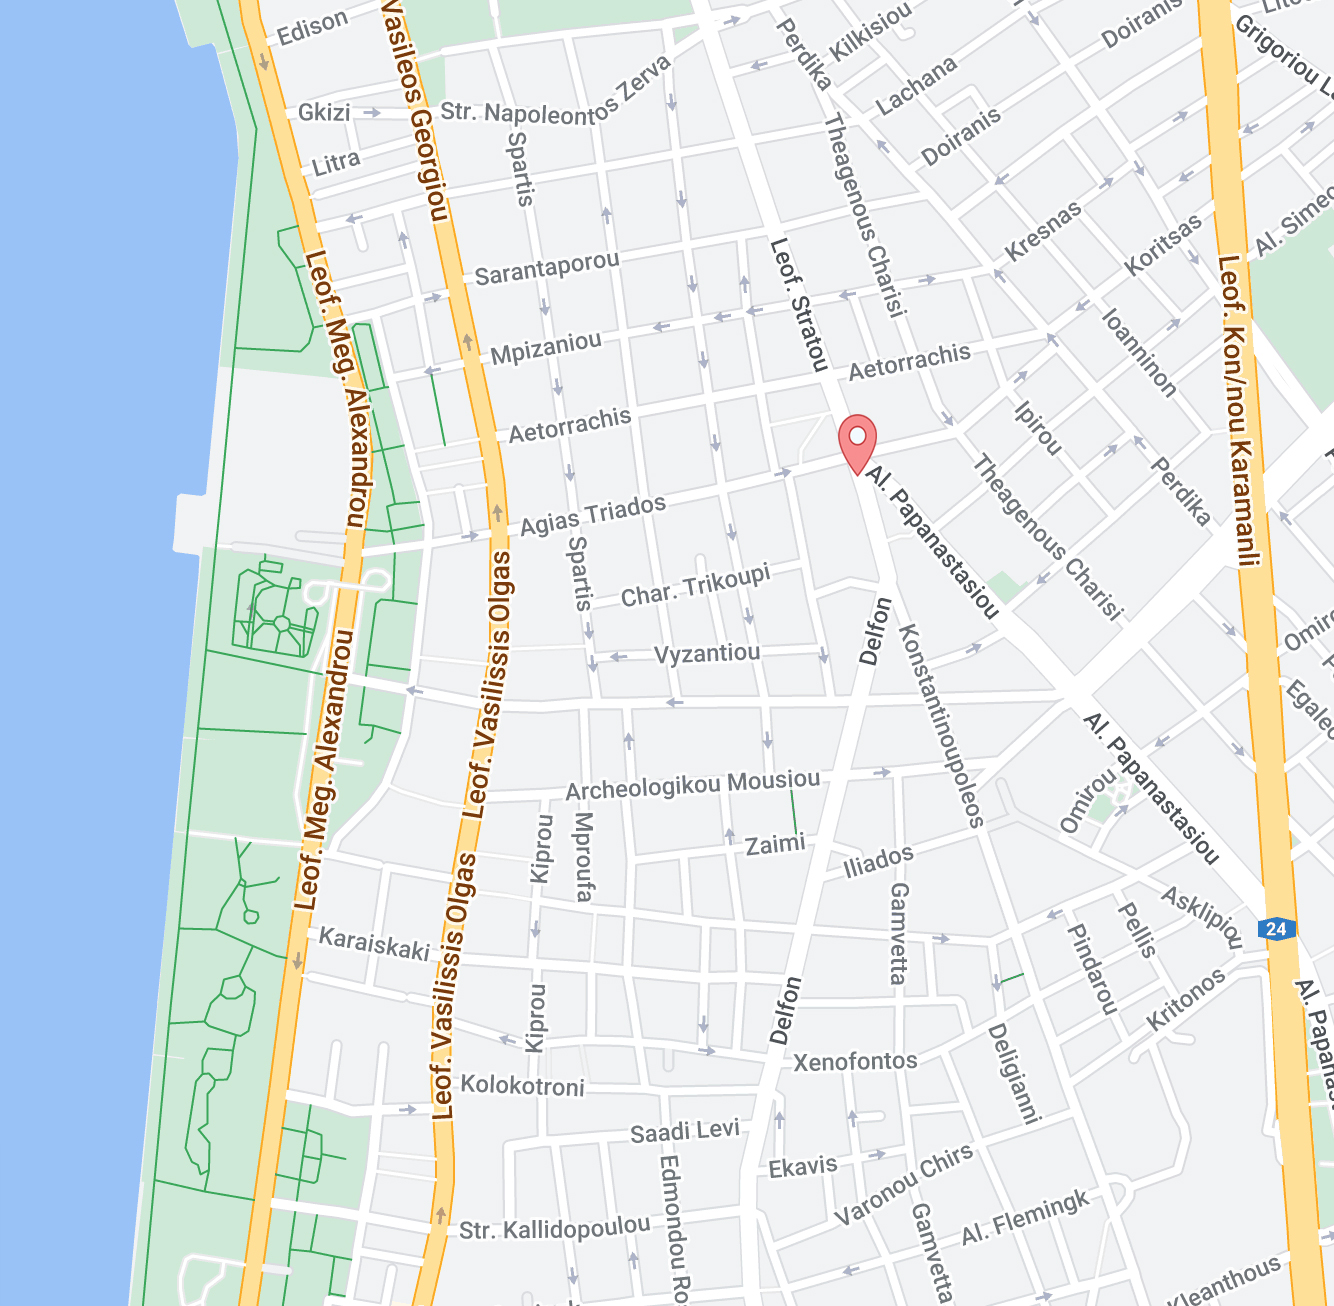 Edison
Vasileos Georgiou
Perdika
Kilkisiou
Doiranis
Grigoriou
Lachana
Gkizi
Str. Napoleontos Zerva
Litra
Spartis
Theagenous Charisi
Doiranis
Kresnas
Koritsas
Al. Simeo
Leof. Meg. Alexandrou
Sarantaporou
Leof. Stratou
Leof. Kon/nou Karamanli
Mpizaniou
Aetorrachis
Ioanninon
Aetorrachis
Ipirou
Theagenous Charisi
Perdika
Agias Triados
Al. Papanastasiou
Spartis
Char. Trikoupi
Leof. Vasilissis Olgas
Delfon
Konstantinoupoleos
Vyzantiou
Omiro
Egaleo
Leof. Meg. Alexandrou
Leof. Vasilissis Olgas
Al. Papanastasiou
Archeologikou Mousiou
Omirou
Kiprou
Mproufa
Zaimi
Iliados
Gamvetta
Asklipiou
Pellis
Pindarou
24
Karaiskaki
Leof. Vasilissis Olgas
Kiprou
Delfon
Kritonos
Al. Papanas
Deligianni
Xenofontos
Kolokotroni
Saadi Levi
Edmondou Ro
Ekavis
Varonou Chirs
Gamvetta
Al. Flemingk
Str. Kallidopoulou
Kleanthous